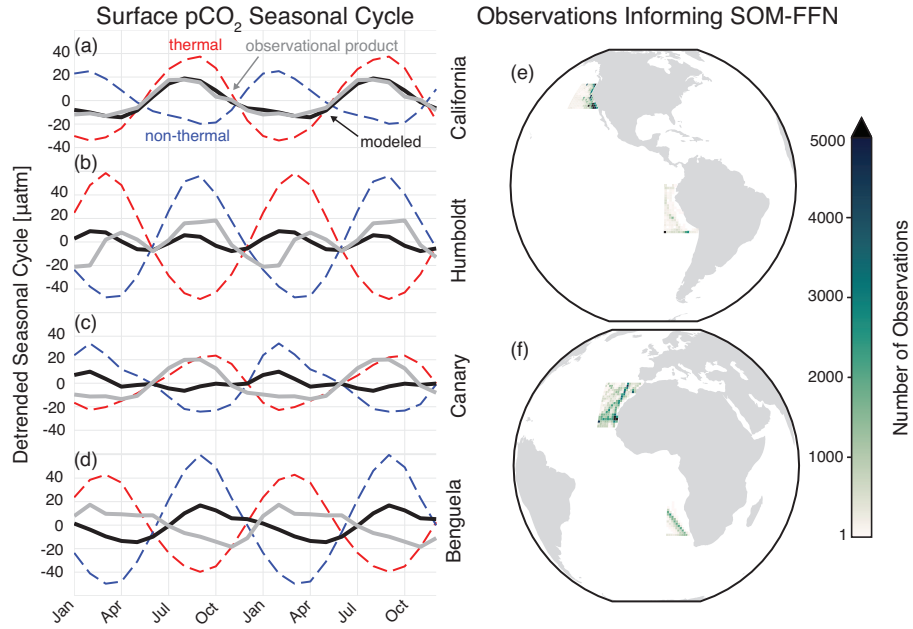 Surface pCO₂ Seasonal Cycle
Observations Informing SOM-FFN
Detrended Seasonal Cycle [µatm]
(a)
thermal
observational product
non-thermal
modeled
40
20
0
-20
-40
California
(b)
40
20
0
-20
-40
Humboldt
(c)
40
20
0
-20
-40
Canary
(d)
40
20
0
-20
-40
Benguela
Jan
Apr
Jul
Oct
Jan
Apr
Jul
Oct
(e)
(f)
5000
4000
3000
2000
1000
1
Number of Observations